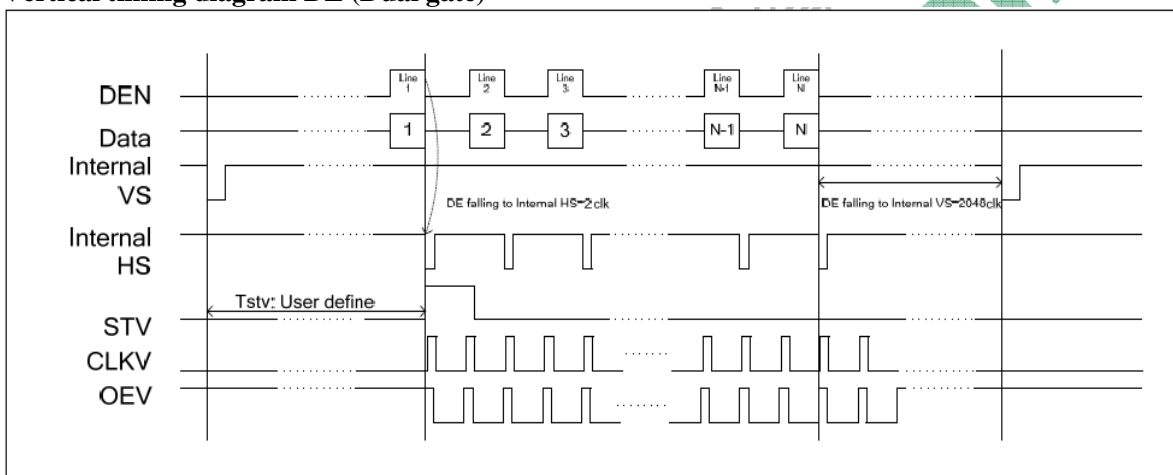 Vertical timing diagram DE (Dual gate)
DEN
Line 1
Line 2
Line 3
Line N-1
Line N
Data
1
2
3
N-1
N
Internal VS
DE falling to Internal HS=2clk
DE falling to Internal VS=2048clk
Internal HS
Tstv: User define
STV
CLKV
OEV